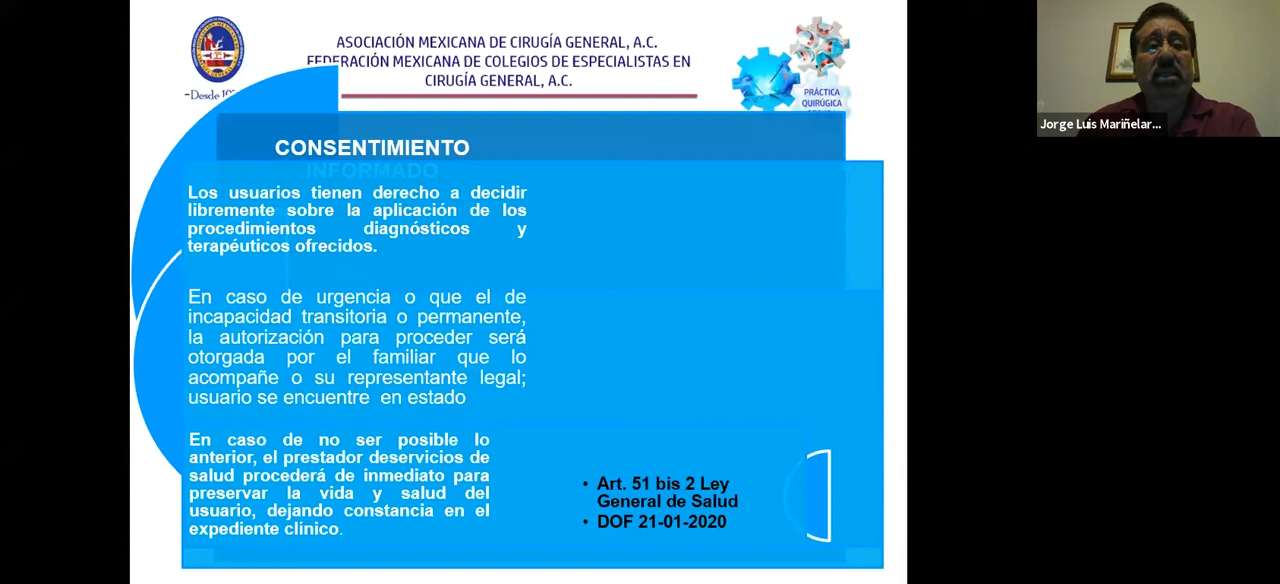 ASOCIACIÓN MEXICANA DE CIRUGÍA GENERAL, A.C.
FEDERACIÓN MEXICANA DE COLEGIOS DE ESPECIALISTAS EN
CIRUGÍA GENERAL, A.C.
~Desde
PRÁCTICA
QUIRÚGICA
CONSENTIMIENTO
INFORMADO
Los usuarios tienen derecho a decidir
libremente sobre la aplicación de los
procedimientos diagnósticos y
terapéuticos ofrecidos.
En caso de urgencia o que el de
incapacidad transitoria o permanente,
la autorización para proceder será
otorgada por el familiar que lo
acompañe o su representante legal;
usuario se encuentre en estado
En caso de no ser posible lo
anterior, el prestador deservicios de
salud procederá de inmediato para
preservar la vida y salud del
usuario, dejando constancia en el
expediente clínico.
• Art. 51 bis 2 Ley
General de Salud
• DOF 21-01-2020
Jorge Luis Mariñelar...